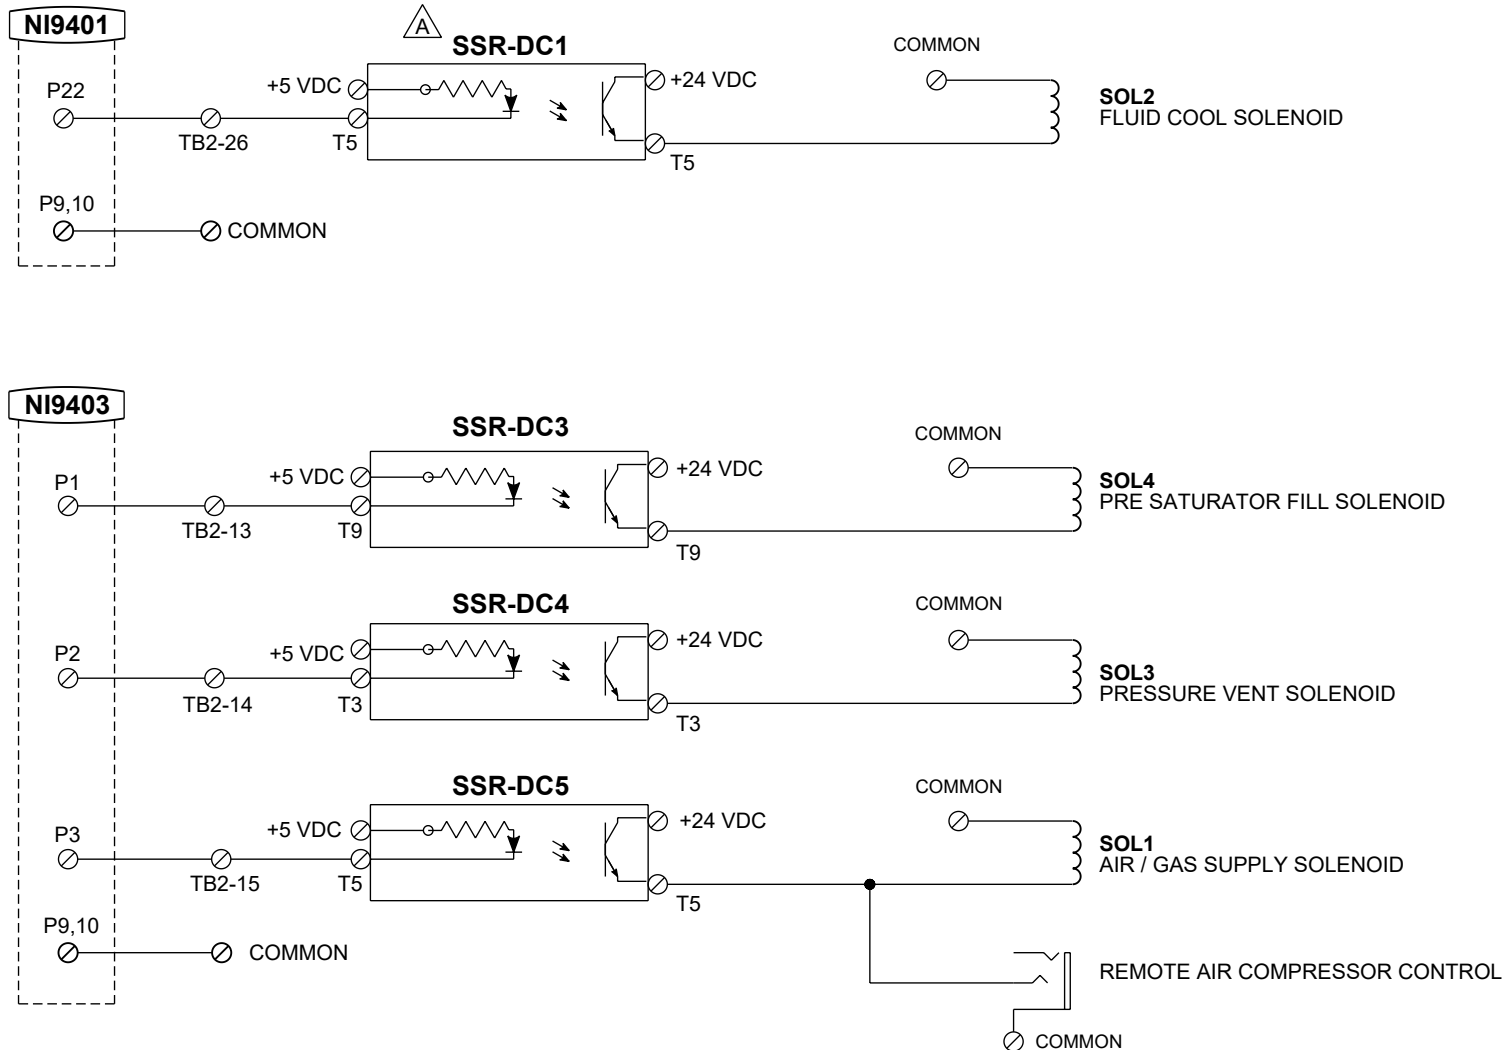 NI9401
A
SSR-DC1
COMMON
P22
+5 VDC
+24 VDC
SOL2
FLUID COOL SOLENOID
TB2-26
T5
T5
P9,10
COMMON
NI9403
SSR-DC3
COMMON
P1
+5 VDC
+24 VDC
SOL4
PRE SATURATOR FILL SOLENOID
TB2-13
T9
T9
SSR-DC4
COMMON
P2
+5 VDC
+24 VDC
SOL3
PRESSURE VENT SOLENOID
TB2-14
T3
T3
SSR-DC5
COMMON
P3
+5 VDC
+24 VDC
SOL1
AIR / GAS SUPPLY SOLENOID
TB2-15
T5
T5
P9,10
COMMON
REMOTE AIR COMPRESSOR CONTROL
COMMON